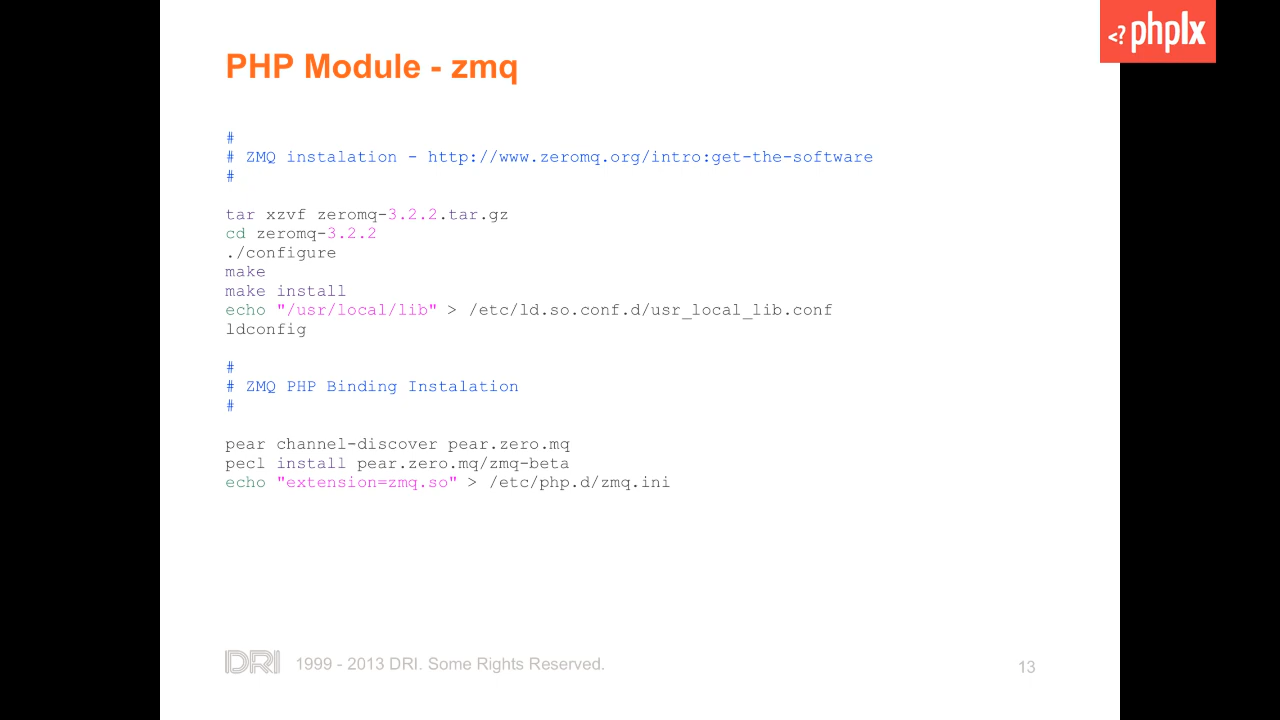 <? phplx
PHP Module - zmq
#
# ZMQ instalation - http://www.zeromq.org/intro:get-the-software
#
tar xzvf zeromq-3.2.2.tar.gz
cd zeromq-3.2.2
./configure
make
make install
echo "/usr/local/lib" > /etc/ld.so.conf.d/usr_local_lib.conf
ldconfig
#
# ZMQ PHP Binding Instalation
#
pear channel-discover pear.zero.mq
pecl install pear.zero.mq/zmq-beta
echo "extension=zmq.so" > /etc/php.d/zmq.ini
DRI 1999 - 2013 DRI. Some Rights Reserved.
13